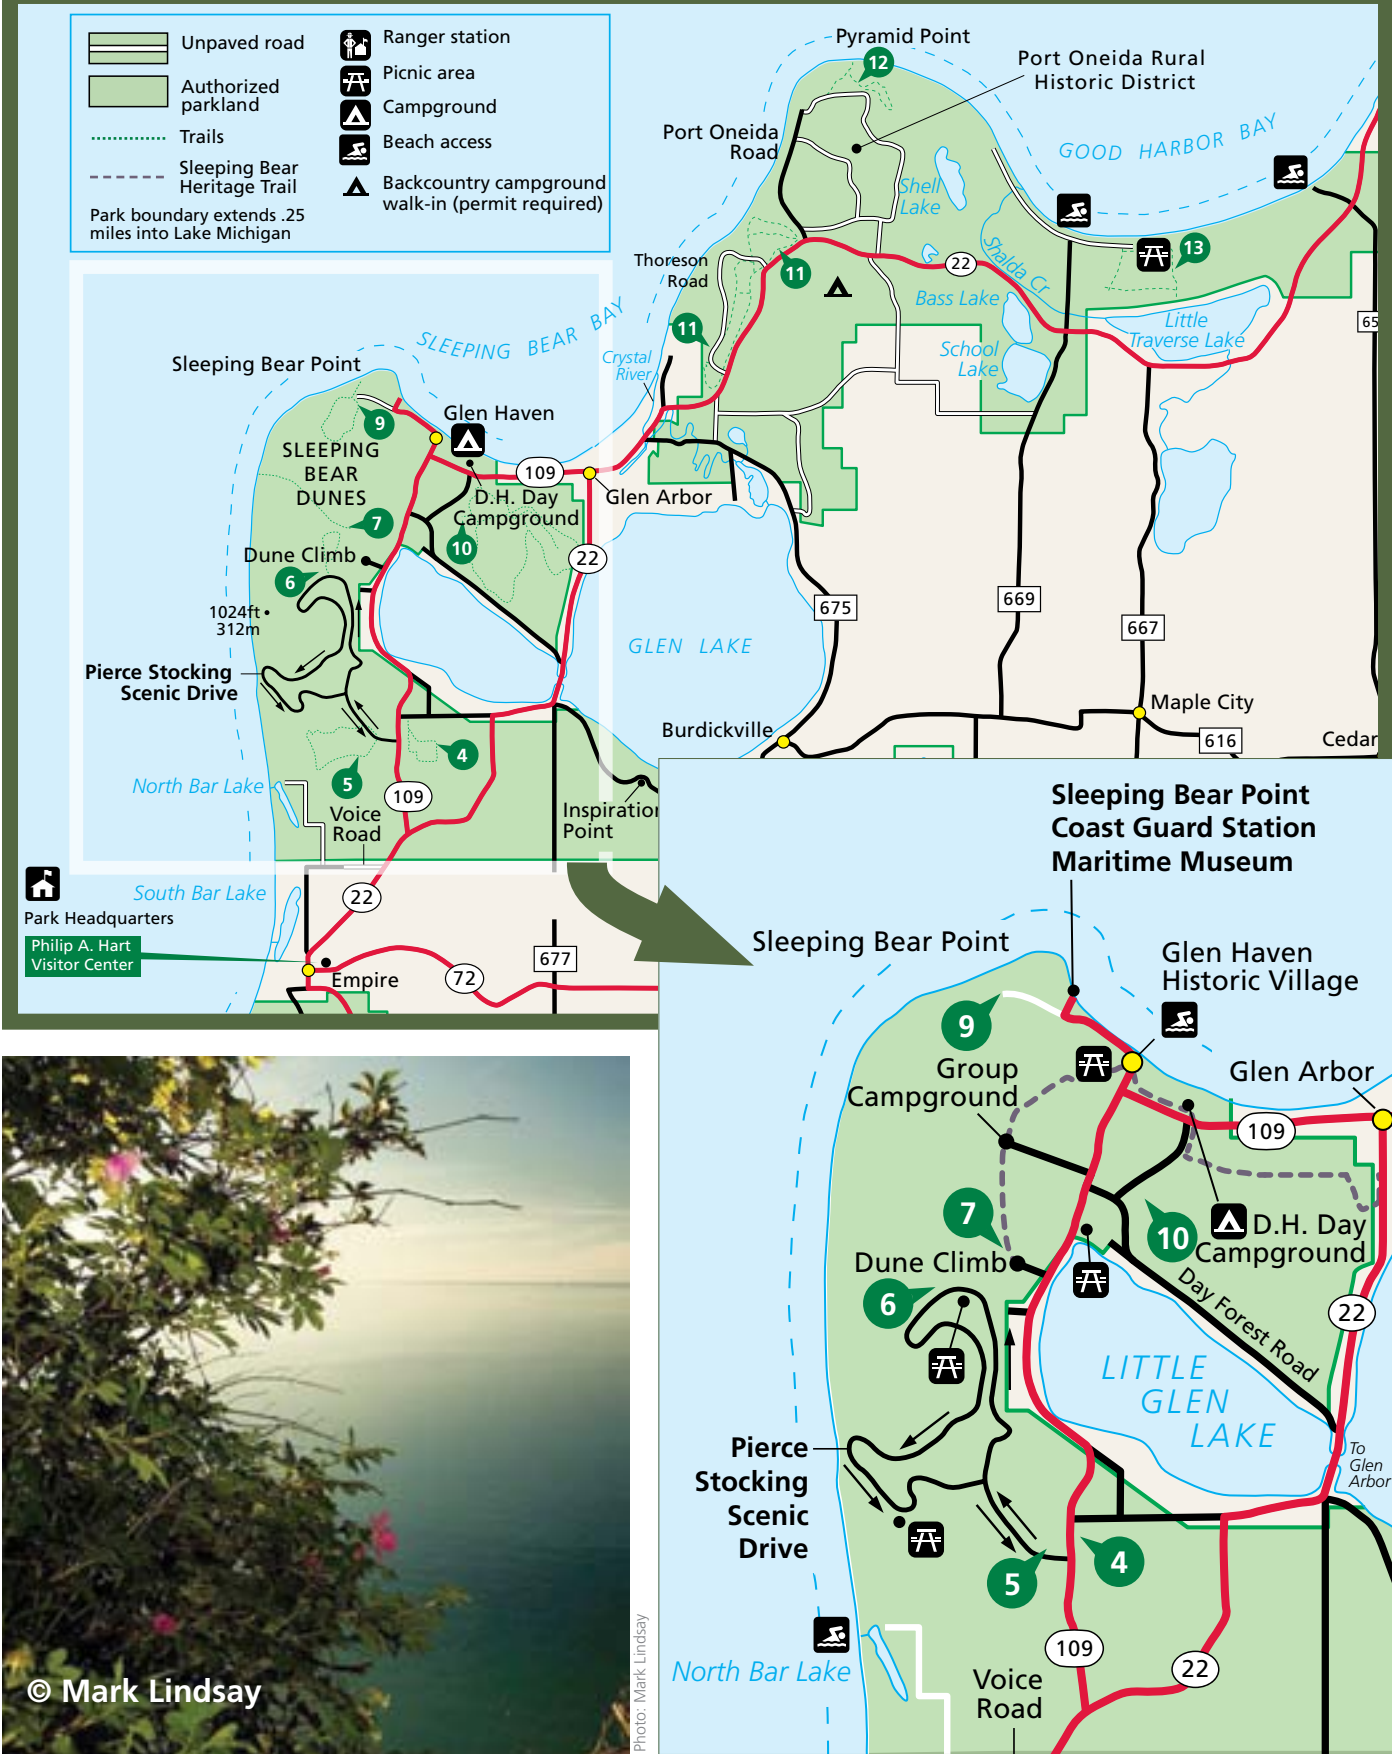 Unpaved road
Authorized
parkland
Trails
Sleeping Bear
Heritage Trail
Park boundary extends .25
miles into Lake Michigan
Ranger station
Picnic area
Campground
Beach access
Backcountry campground
walk-in (permit required)
Pyramid Point
12
Port Oneida Rural
Historic District
Port Oneida
Road
GOOD HARBOR BAY
Shell
Lake
Shalda Cr
13
Thoreson
Road
11
22
Bass Lake
Little
Traverse Lake
65
11
SLEEPING BEAR BAY
Crystal
River
School
Lake
Sleeping Bear Point
9
Glen Haven
SLEEPING
BEAR
DUNES
109
Glen Arbor
D.H. Day
Campground
7
10
Dune Climb
22
6
1024ft
312m
675
669
667
GLEN LAKE
Pierce Stocking
Scenic Drive
Maple City
Burdickville
616
Cedar
4
5
North Bar Lake
109
Voice
Road
Inspiration
Point
South Bar Lake
22
Park Headquarters
Philip A. Hart
Visitor Center
Empire
72
677
Sleeping Bear Point
Coast Guard Station
Maritime Museum
Sleeping Bear Point
Glen Haven
Historic Village
9
Group
Campground
Glen Arbor
109
7
10
D.H. Day
Campground
Dune Climb
6
Day Forest Road
22
LITTLE
GLEN
LAKE
To
Glen
Arbor
Pierce
Stocking
Scenic
Drive
5
4
North Bar Lake
109
22
Voice
Road
© Mark Lindsay
Photo: Mark Lindsay